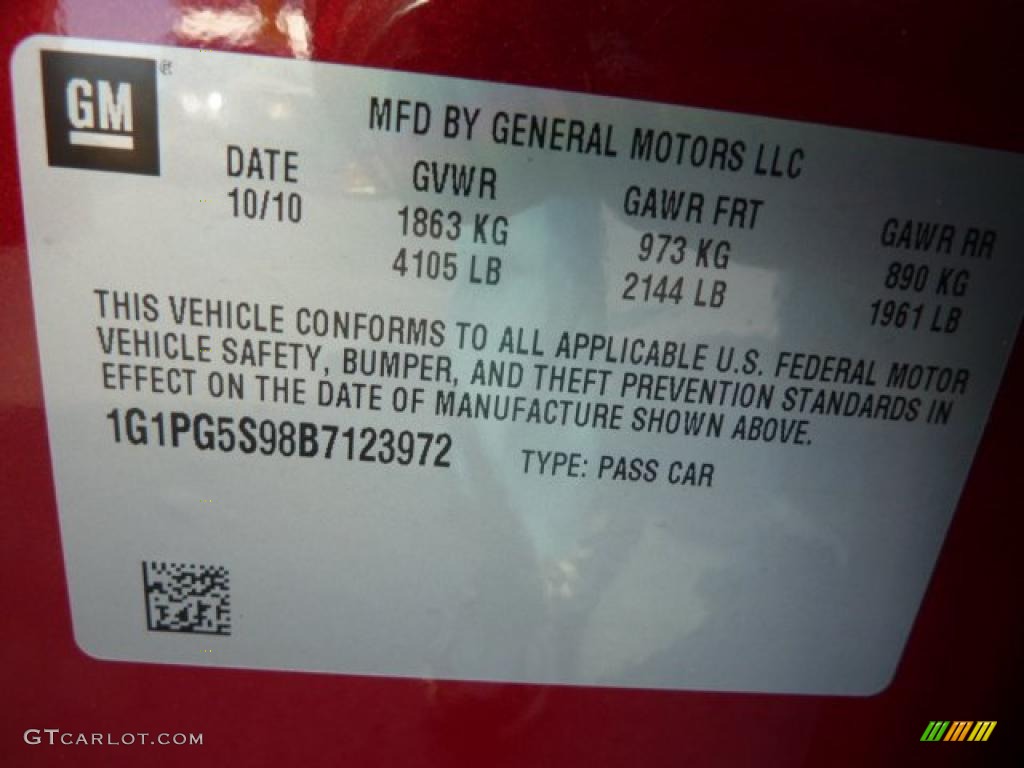 GM ®
MFD BY GENERAL MOTORS LLC
DATE GVWR GAWR FRT GAWR RR
10/10 1863 KG 973 KG 890 KG
4105 LB 2144 LB 1961 LB
THIS VEHICLE CONFORMS TO ALL APPLICABLE U.S. FEDERAL MOTOR
VEHICLE SAFETY, BUMPER, AND THEFT PREVENTION STANDARDS IN
EFFECT ON THE DATE OF MANUFACTURE SHOWN ABOVE.
1G1PG5S98B7123972 TYPE: PASS CAR
GTCARLOT.COM